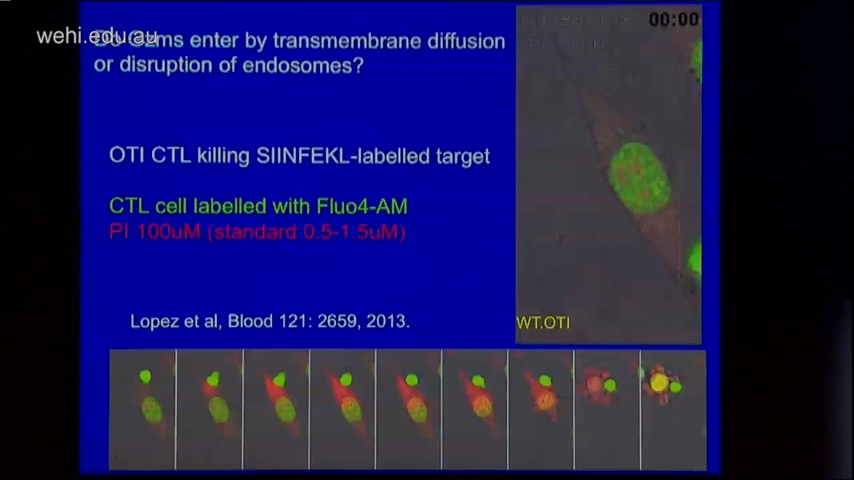 wehi.edu.au
Do Gzms enter by transmembrane diffusion
or disruption of endosomes?
00:00
OTI CTL killing SIINFEKL-labelled target
CTL cell labelled with Fluo4-AM
PI 100uM (standard 0.5-1.5uM)
Lopez et al, Blood 121: 2659, 2013.
WT.OTI